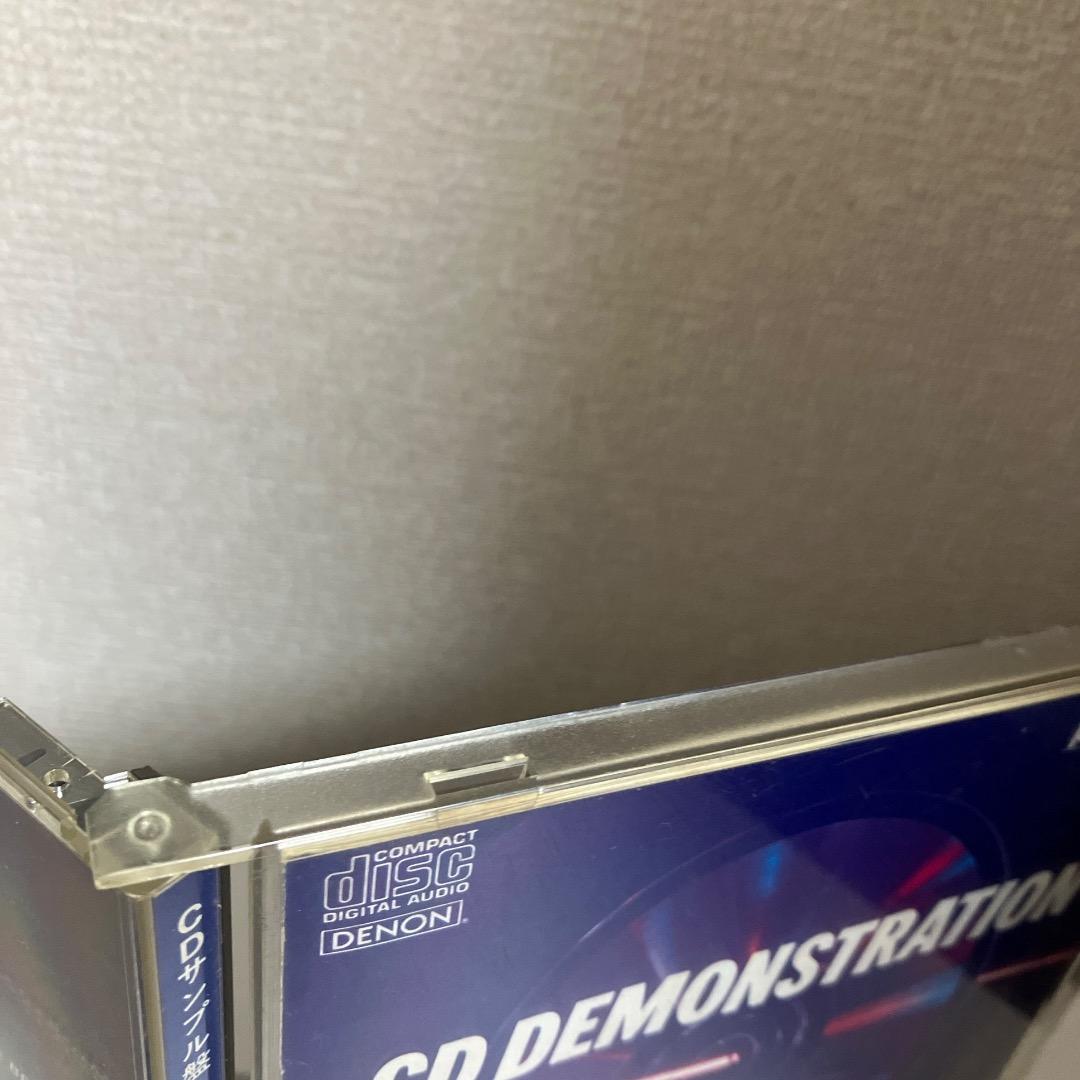 CDサンプル盤
COMPACT
disc
DIGITAL AUDIO
DENON
CD DEMONSTRATION